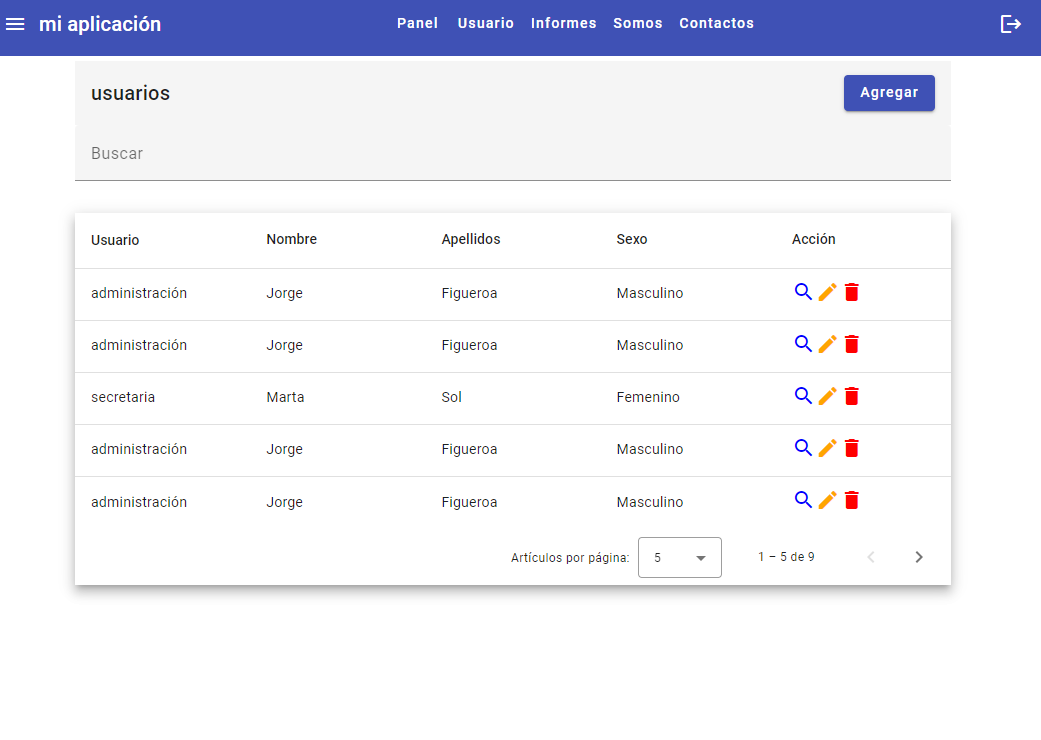 mi aplicación Panel Usuario Informes Somos Contactos
usuarios Agregar
Buscar
Usuario Nombre Apellidos Sexo Acción
administración Jorge Figueroa Masculino
administración Jorge Figueroa Masculino
secretaria Marta Sol Femenino
administración Jorge Figueroa Masculino
administración Jorge Figueroa Masculino
Artículos por página: 5 1 – 5 de 9